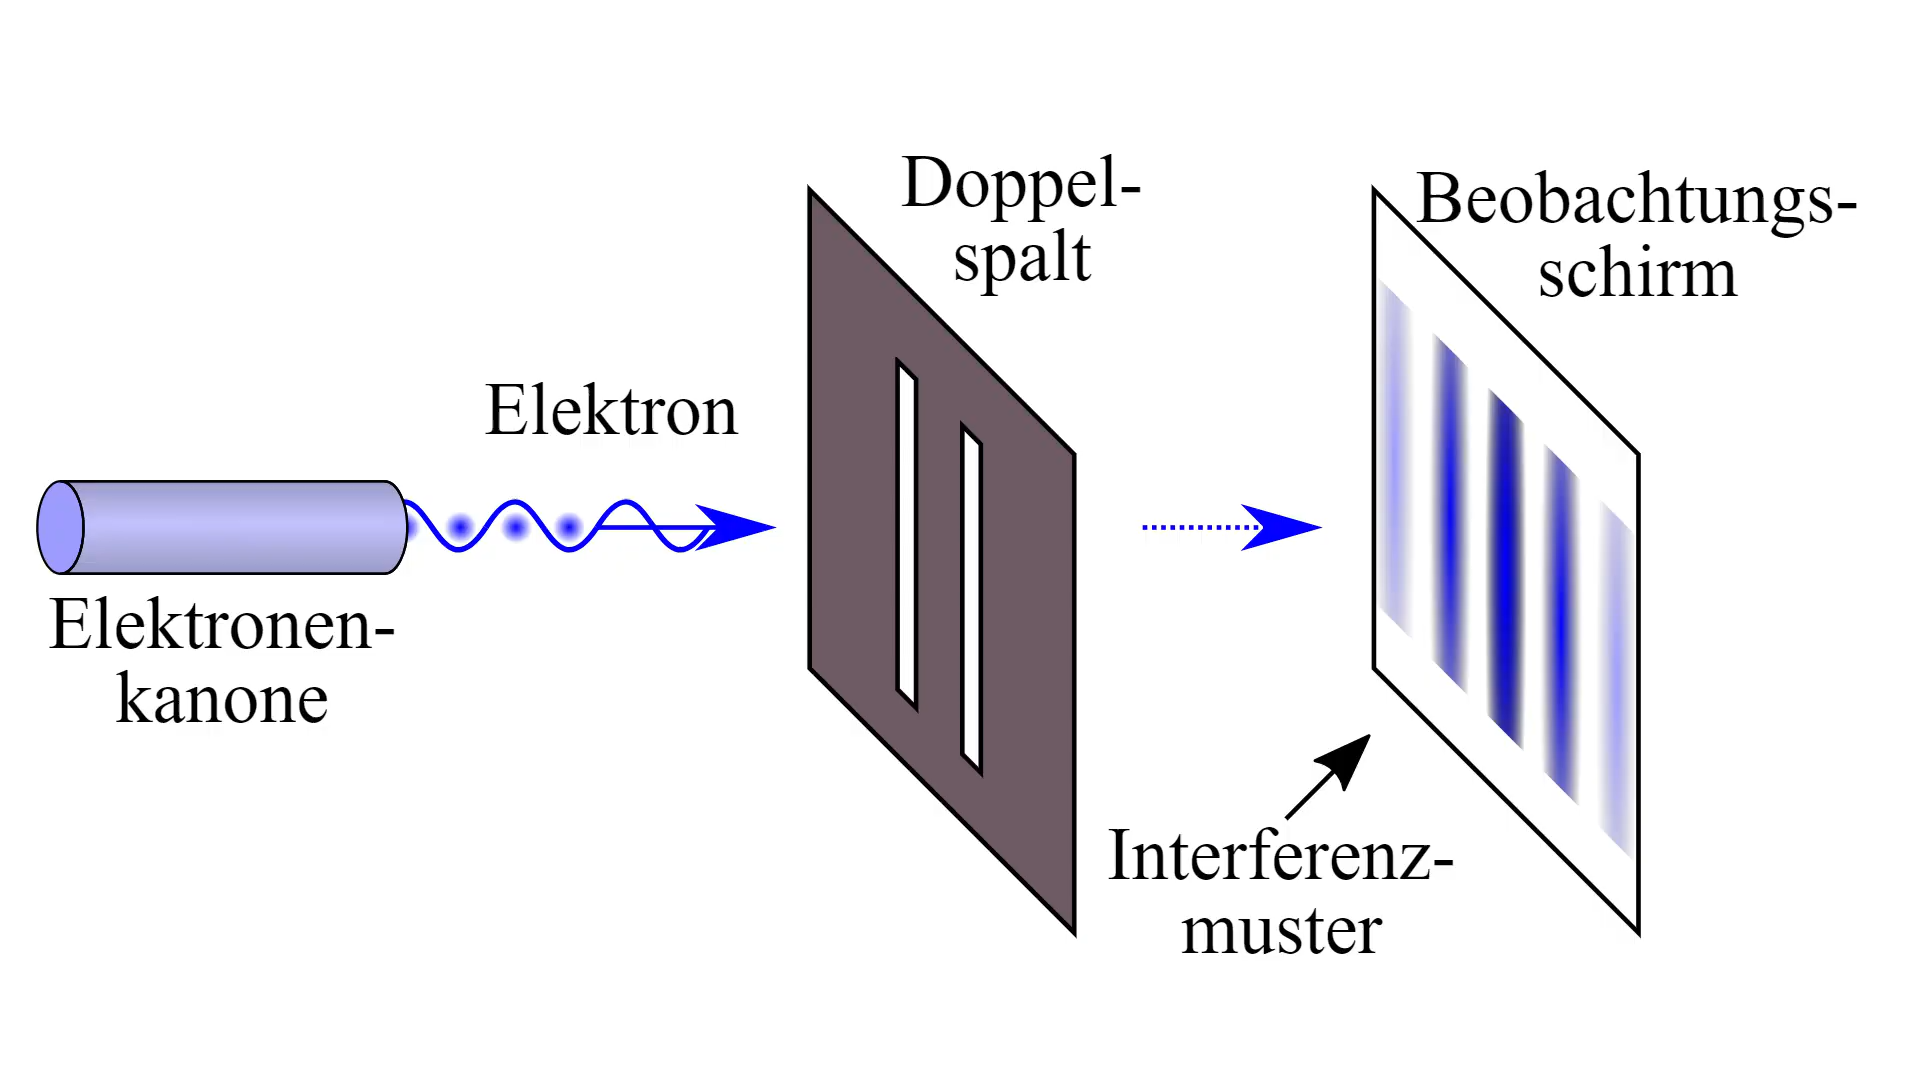 Doppel-
spalt
Beobachtungs-
schirm
Elektron
Elektronen-
kanone
Interferenz-
muster